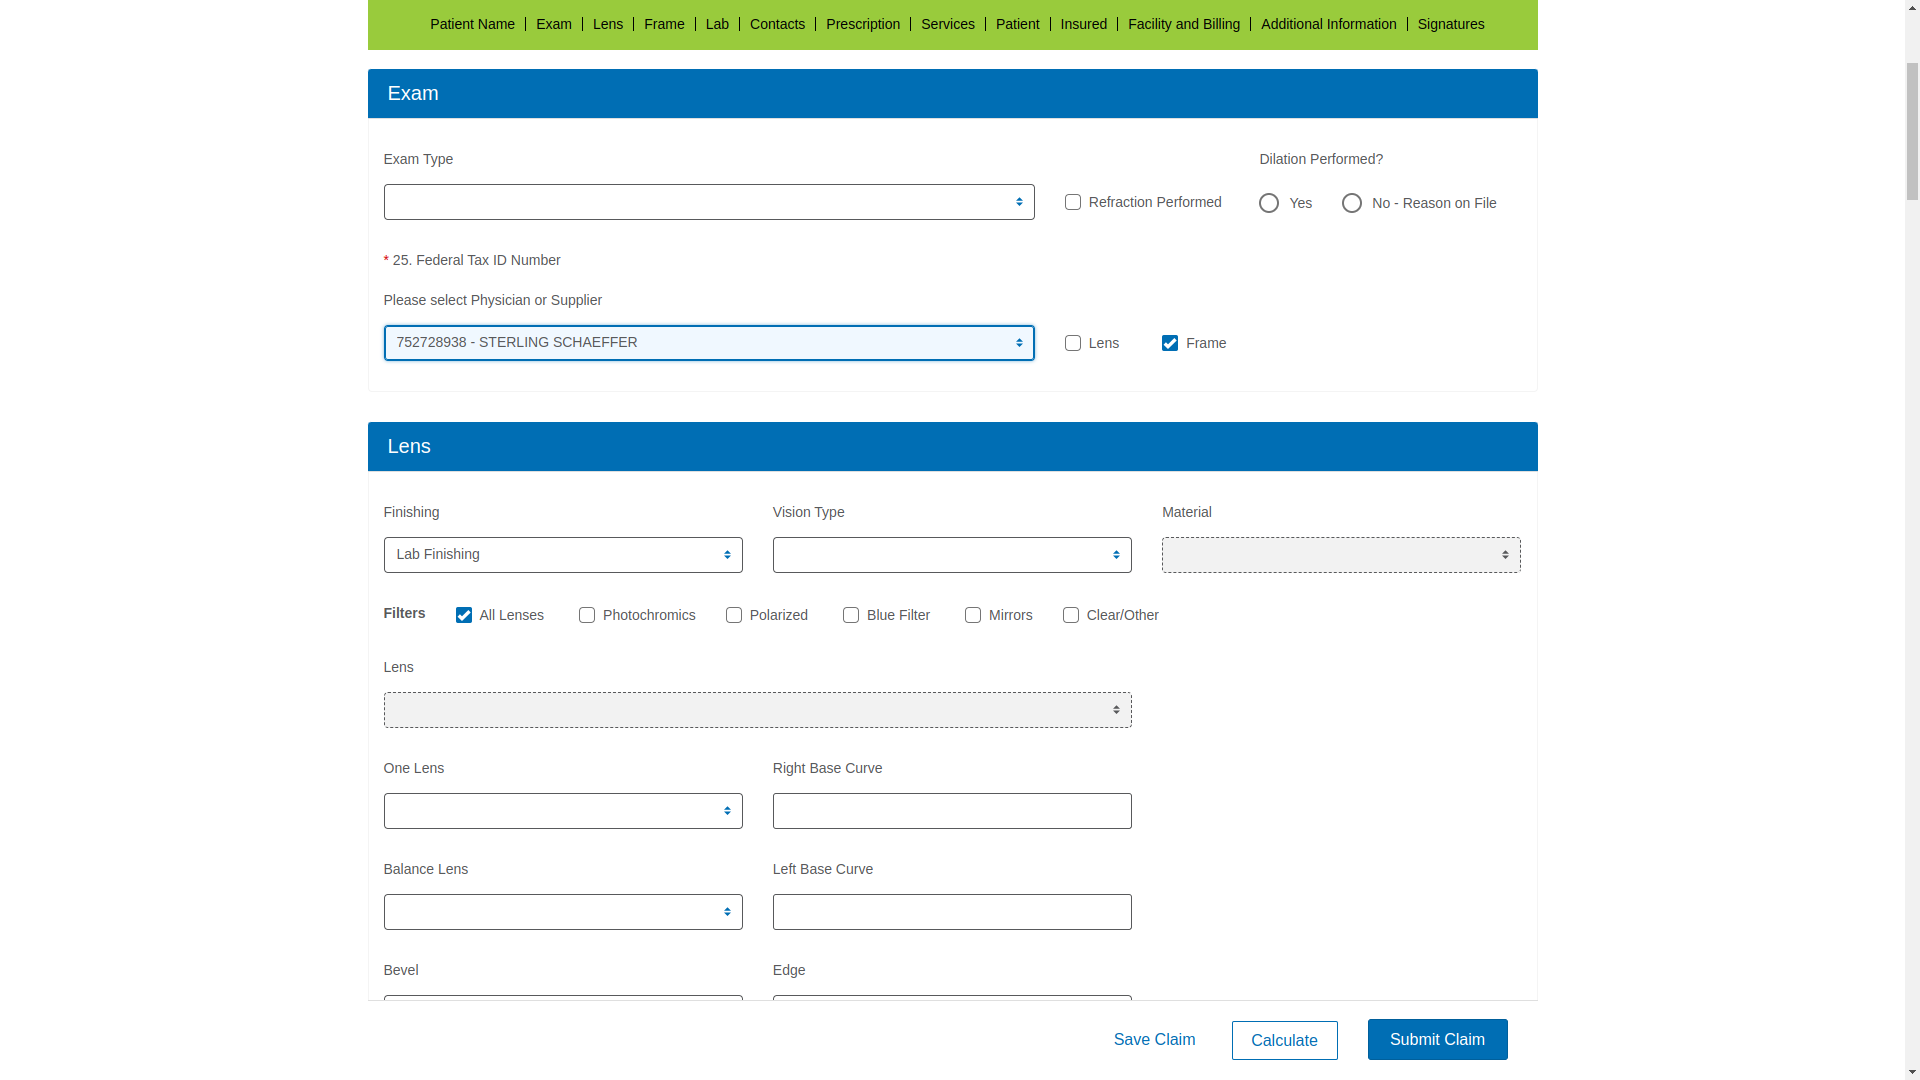 Patient Name | Exam | Lens | Frame | Lab | Contacts | Prescription | Services | Patient | Insured | Facility and Billing | Additional Information | Signatures
Exam
Exam Type
Dilation Performed?
Refraction Performed
Yes
No - Reason on File
* 25. Federal Tax ID Number
Please select Physician or Supplier
752728938 - STERLING SCHAEFFER
Lens
Frame
Lens
Finishing
Vision Type
Material
Lab Finishing
Filters
All Lenses
Photochromics
Polarized
Blue Filter
Mirrors
Clear/Other
Lens
One Lens
Right Base Curve
Balance Lens
Left Base Curve
Bevel
Edge
Save Claim
Calculate
Submit Claim